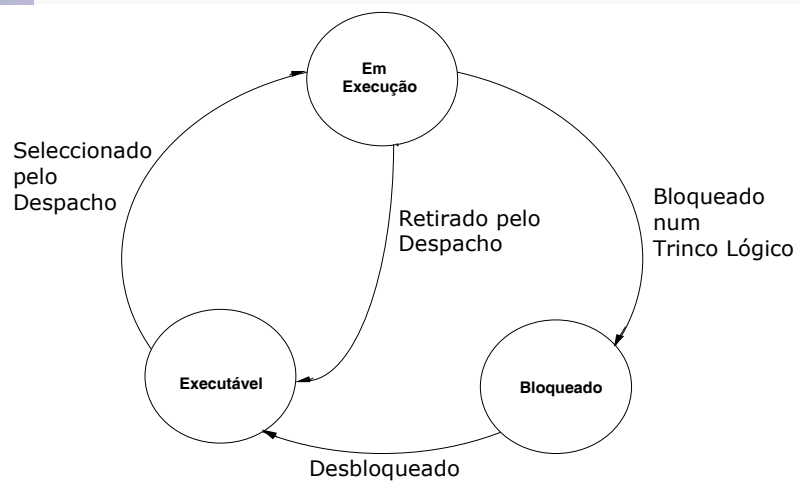 Em
Execução
Seleccionado
pelo
Despacho
Retirado pelo
Despacho
Bloqueado
num
Trinco Lógico
Executável
Bloqueado
Desbloqueado